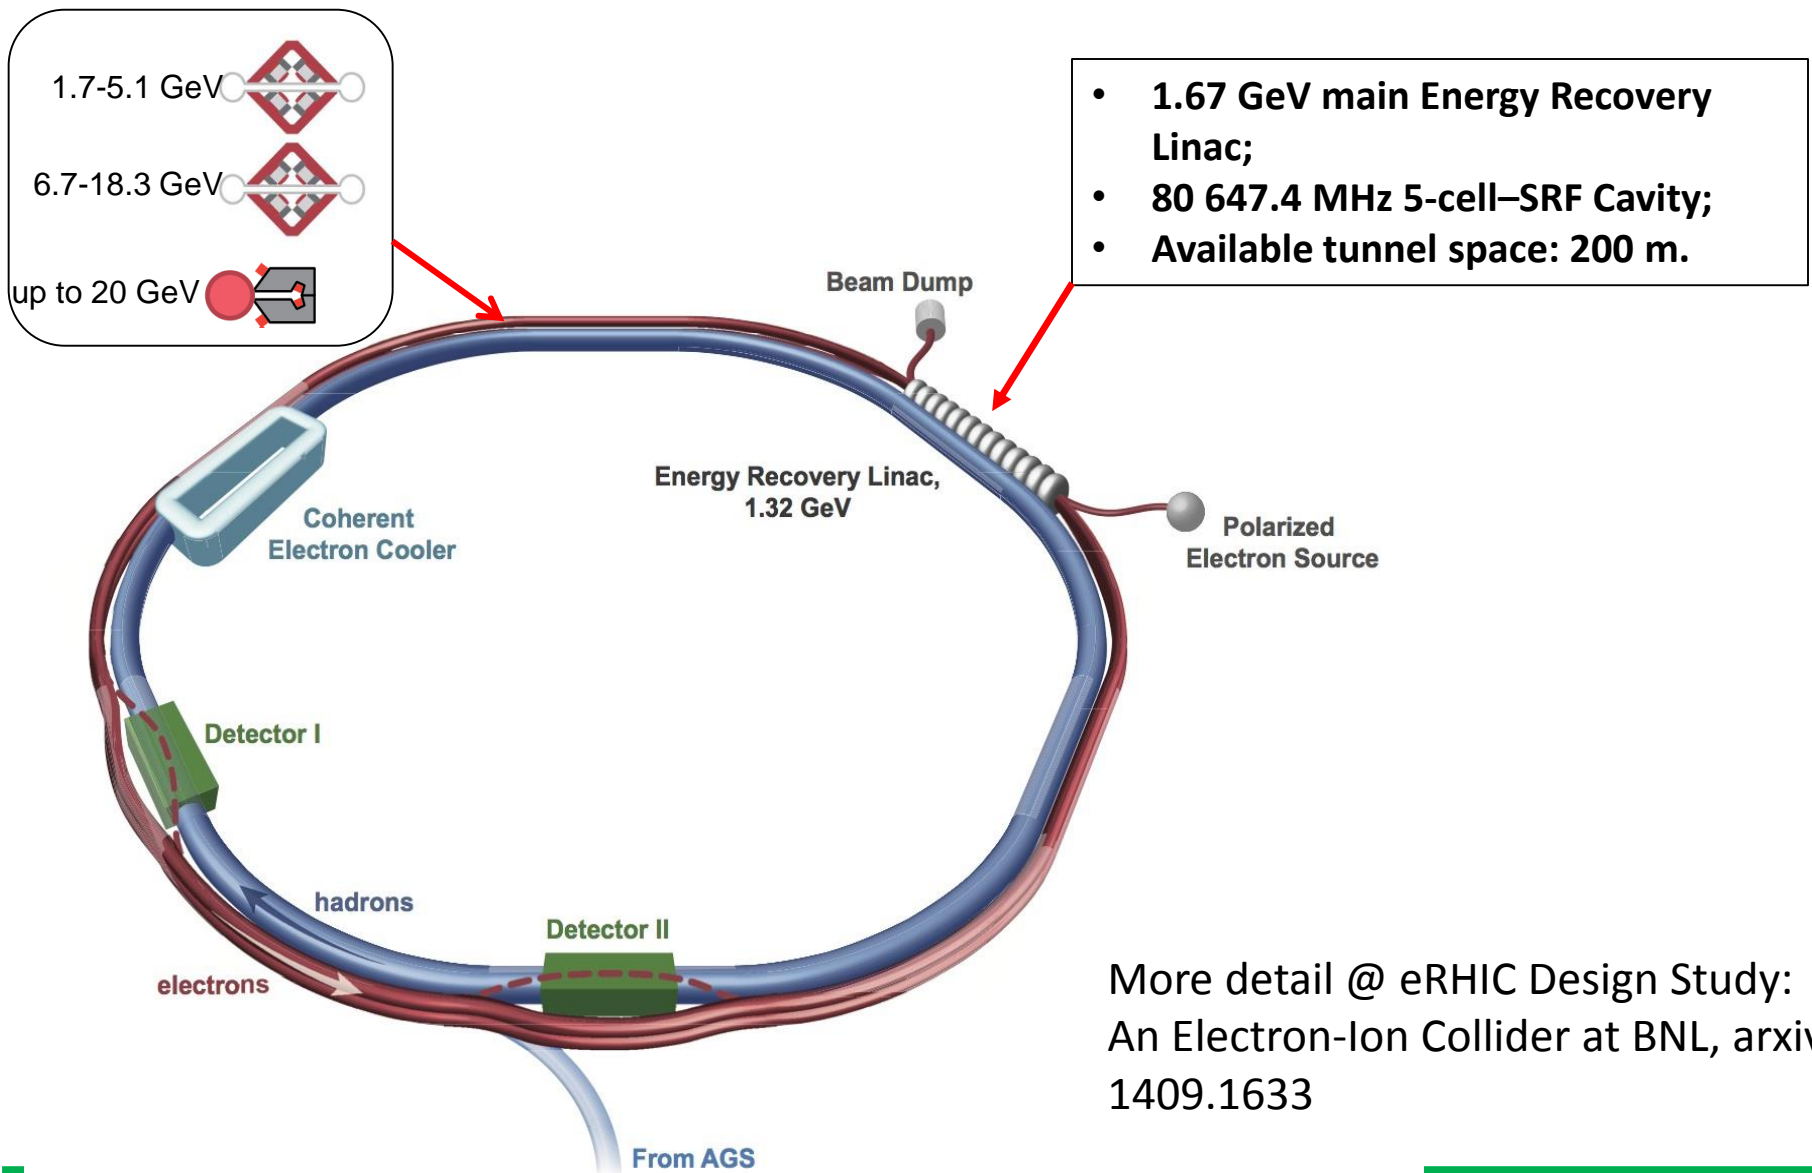 1.7-5.1 GeV
6.7-18.3 GeV
up to 20 GeV
• 1.67 GeV main Energy Recovery
Linac;
• 80 647.4 MHz 5-cell–SRF Cavity;
• Available tunnel space: 200 m.
Beam Dump
Energy Recovery Linac,
1.32 GeV
Polarized
Electron Source
Coherent
Electron Cooler
Detector I
hadrons
Detector II
electrons
From AGS
More detail @ eRHIC Design Study:
An Electron-Ion Collider at BNL, arxiv
1409.1633